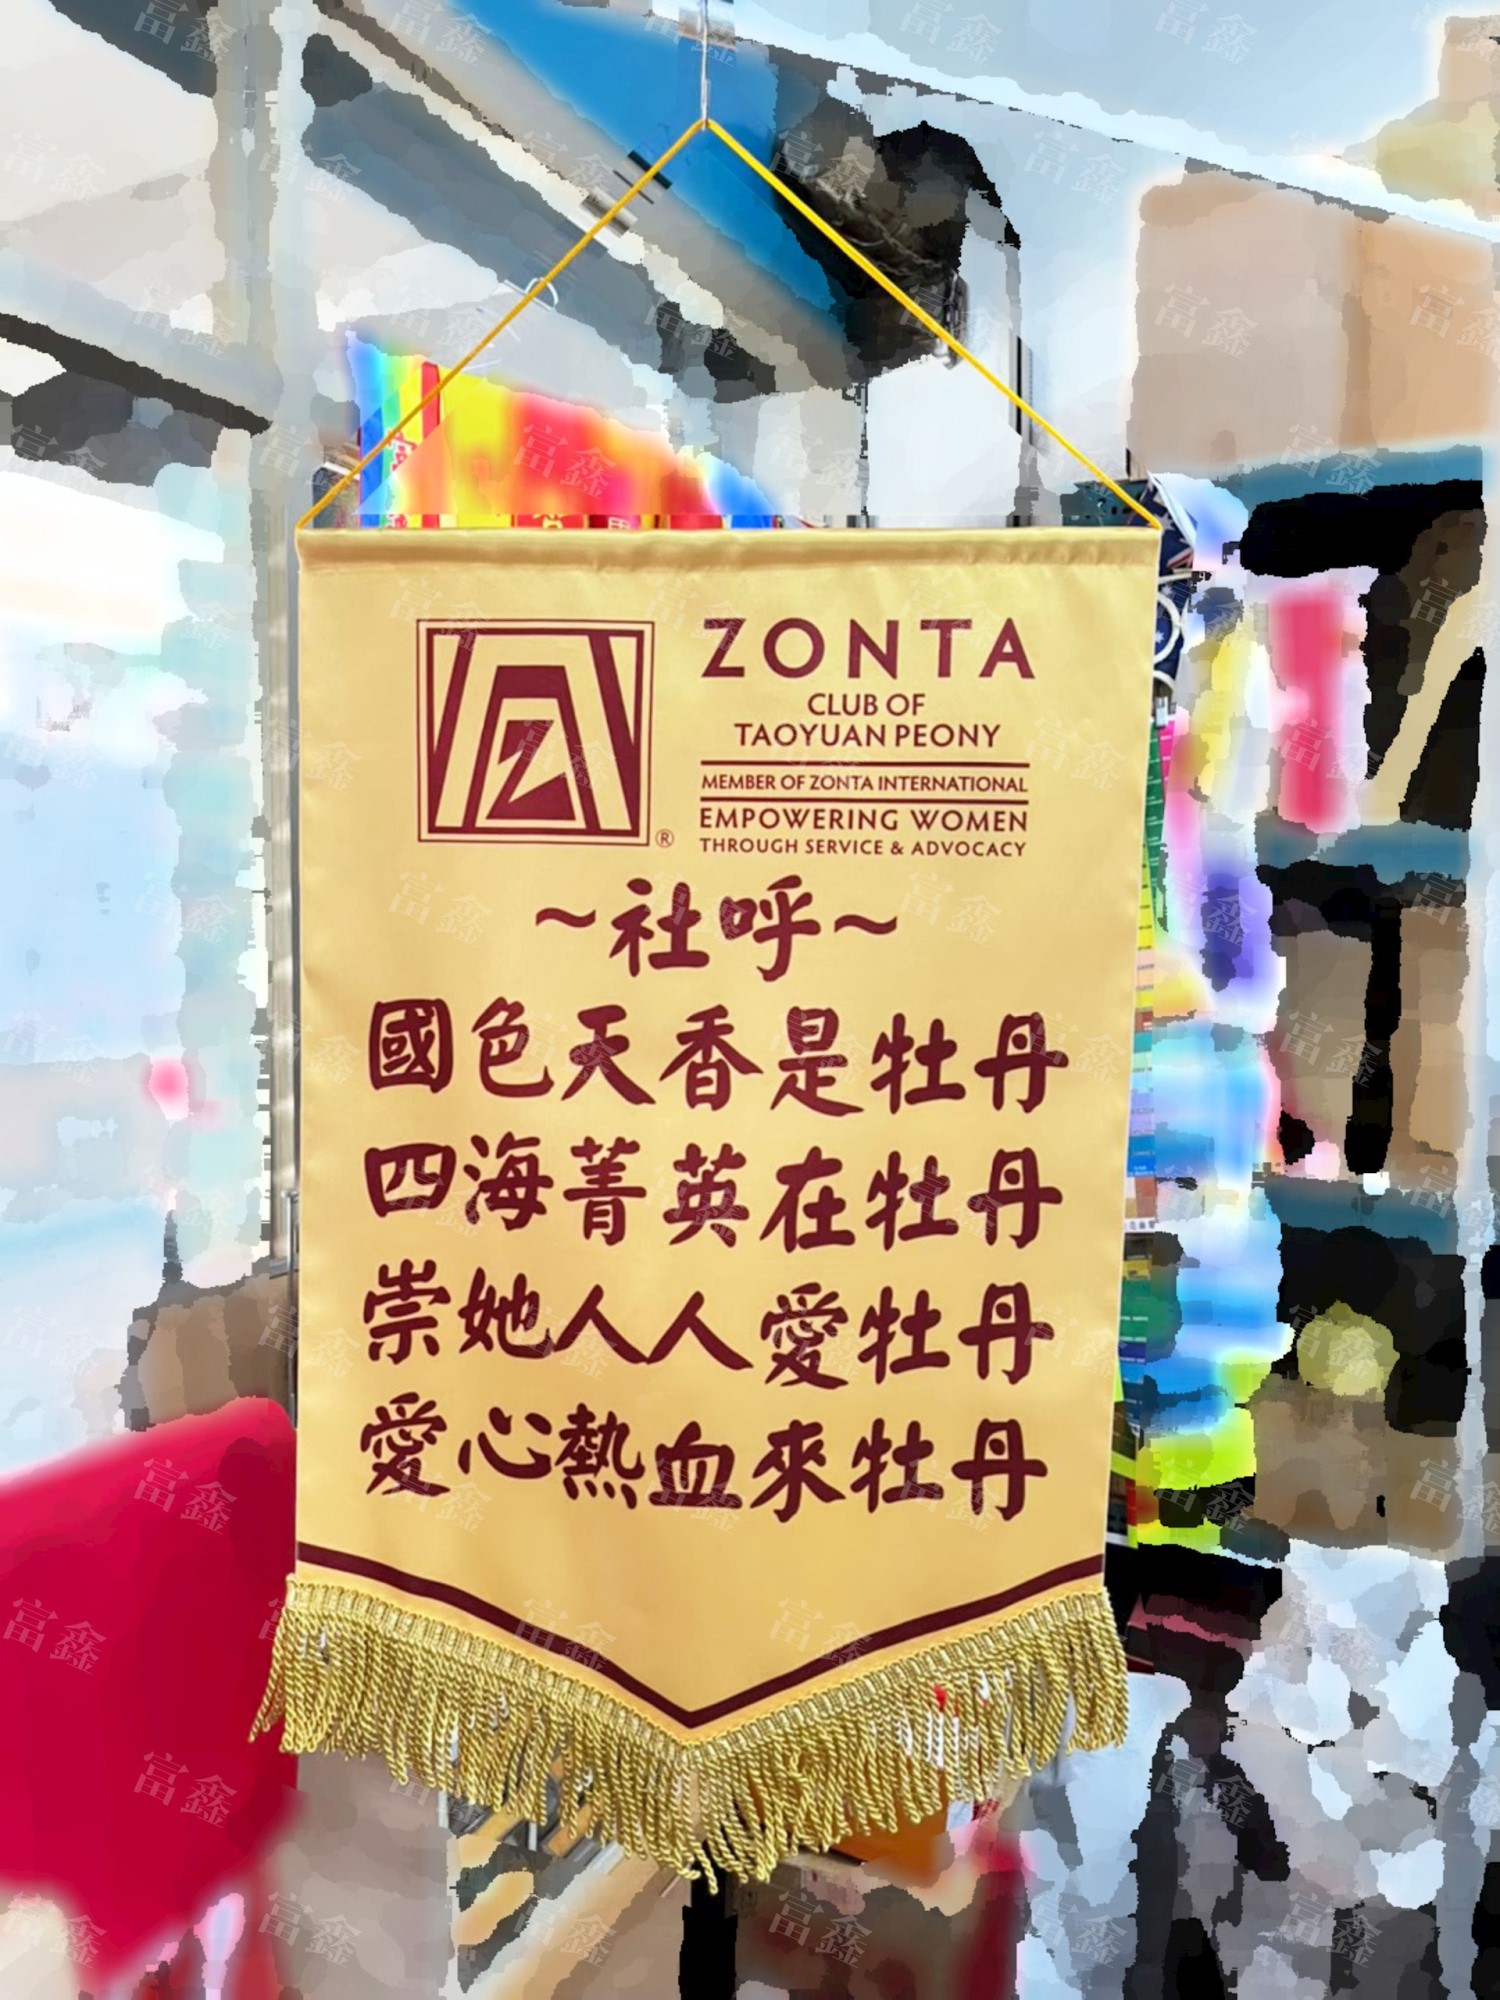 ZONTA
CLUB OF
TAOYUAN PEONY
MEMBER OF ZONTA INTERNATIONAL
EMPOWERING WOMEN
THROUGH SERVICE & ADVOCACY
®
~社呼~
國色天香是牡丹
四海菁英在牡丹
崇她人人愛牡丹
愛心熱血來牡丹
富鑫